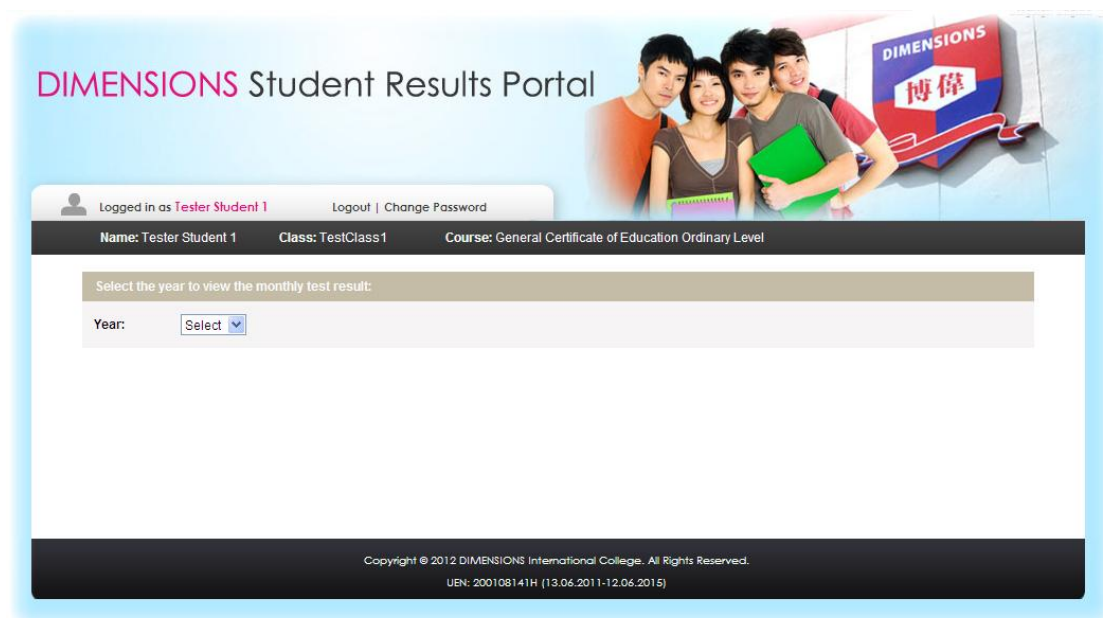 DIMENSIONS
博偉
DIMENSIONS Student Results Portal
Logged in as Tester Student 1 Logout | Change Password
Name: Tester Student 1 Class: TestClass1 Course: General Certificate of Education Ordinary Level
Select the year to view the monthly test result:
Year: Select
Copyright © 2012 DIMENSIONS International College. All Rights Reserved.
UEN: 200108141H (13.06.2011-12.06.2015)